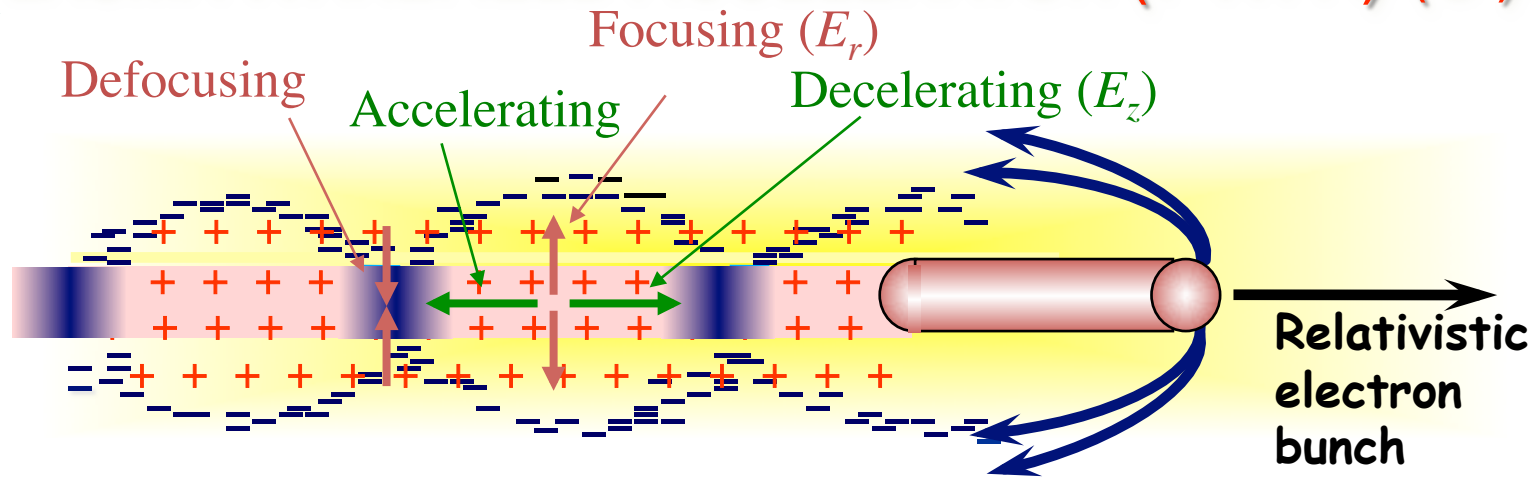 Focusing (E_r)
Defocusing
Accelerating
Decelerating (E_z)
Relativistic
electron
bunch